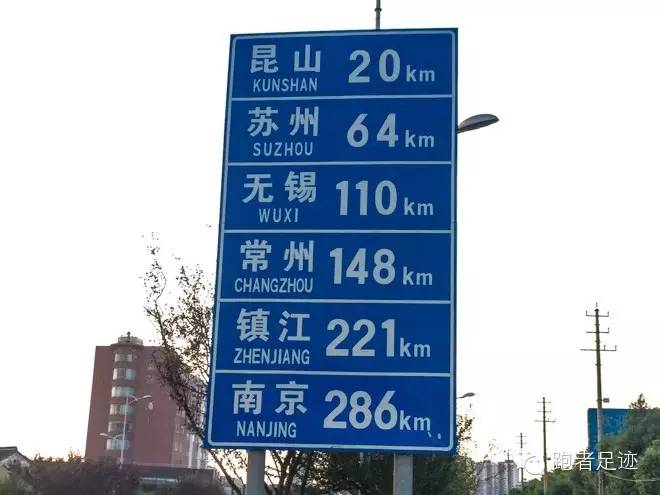 昆山 20km
KUNSHAN
苏州 64km
SUZHOU
无锡 110km
WUXI
常州 148km
CHANGZHOU
镇江 221km
ZHENJIANG
南京 286km
NANJING
跑者足迹